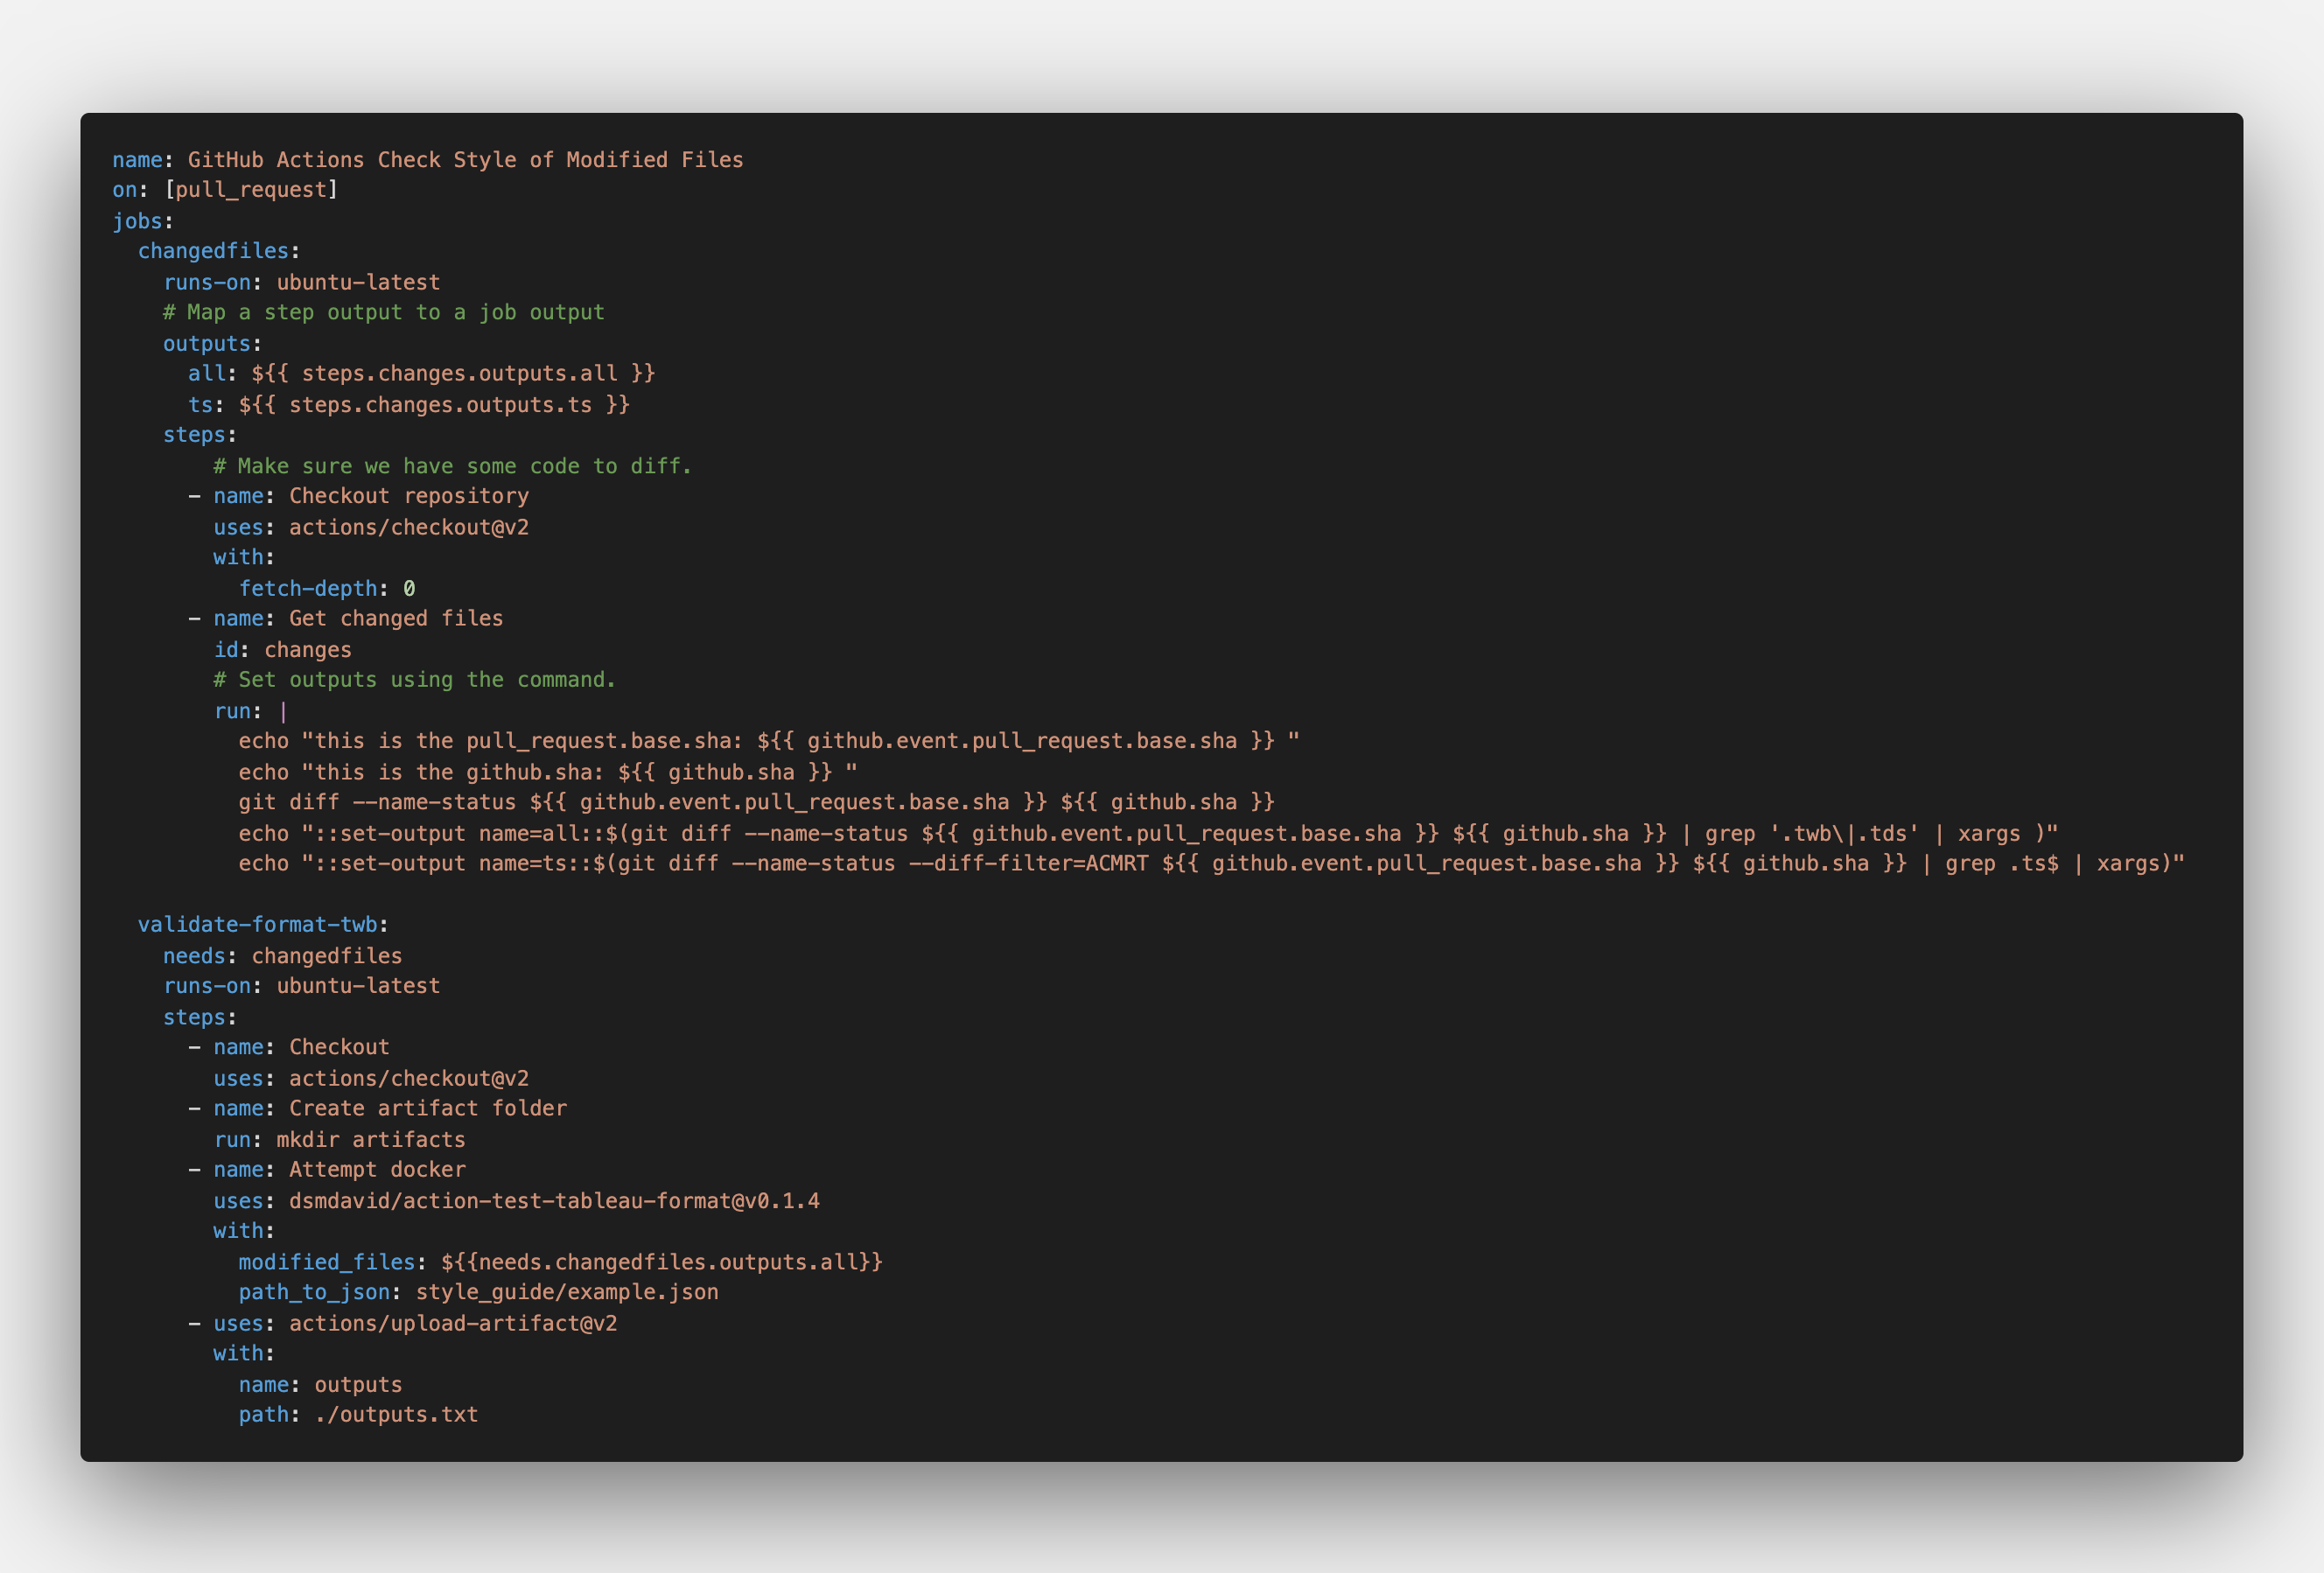 name: GitHub Actions Check Style of Modified Files
on: [pull_request]
jobs:
  changedfiles:
    runs-on: ubuntu-latest
    # Map a step output to a job output
    outputs:
      all: ${{ steps.changes.outputs.all }}
      ts: ${{ steps.changes.outputs.ts }}
    steps:
        # Make sure we have some code to diff.
      - name: Checkout repository
        uses: actions/checkout@v2
        with:
          fetch-depth: 0
      - name: Get changed files
        id: changes
        # Set outputs using the command.
        run: |
          echo "this is the pull_request.base.sha: ${{ github.event.pull_request.base.sha }} "
          echo "this is the github.sha: ${{ github.sha }} "
          git diff --name-status ${{ github.event.pull_request.base.sha }} ${{ github.sha }}
          echo "::set-output name=all::$(git diff --name-status ${{ github.event.pull_request.base.sha }} ${{ github.sha }} | grep '.twb\|.tds' | xargs )"
          echo "::set-output name=ts::$(git diff --name-status --diff-filter=ACMRT ${{ github.event.pull_request.base.sha }} ${{ github.sha }} | grep .ts$ | xargs)"

  validate-format-twb:
    needs: changedfiles
    runs-on: ubuntu-latest
    steps:
      - name: Checkout
        uses: actions/checkout@v2
      - name: Create artifact folder
        run: mkdir artifacts
      - name: Attempt docker
        uses: dsmdavid/action-test-tableau-format@v0.1.4
        with:
          modified_files: ${{needs.changedfiles.outputs.all}}
          path_to_json: style_guide/example.json
      - uses: actions/upload-artifact@v2
        with:
          name: outputs
          path: ./outputs.txt